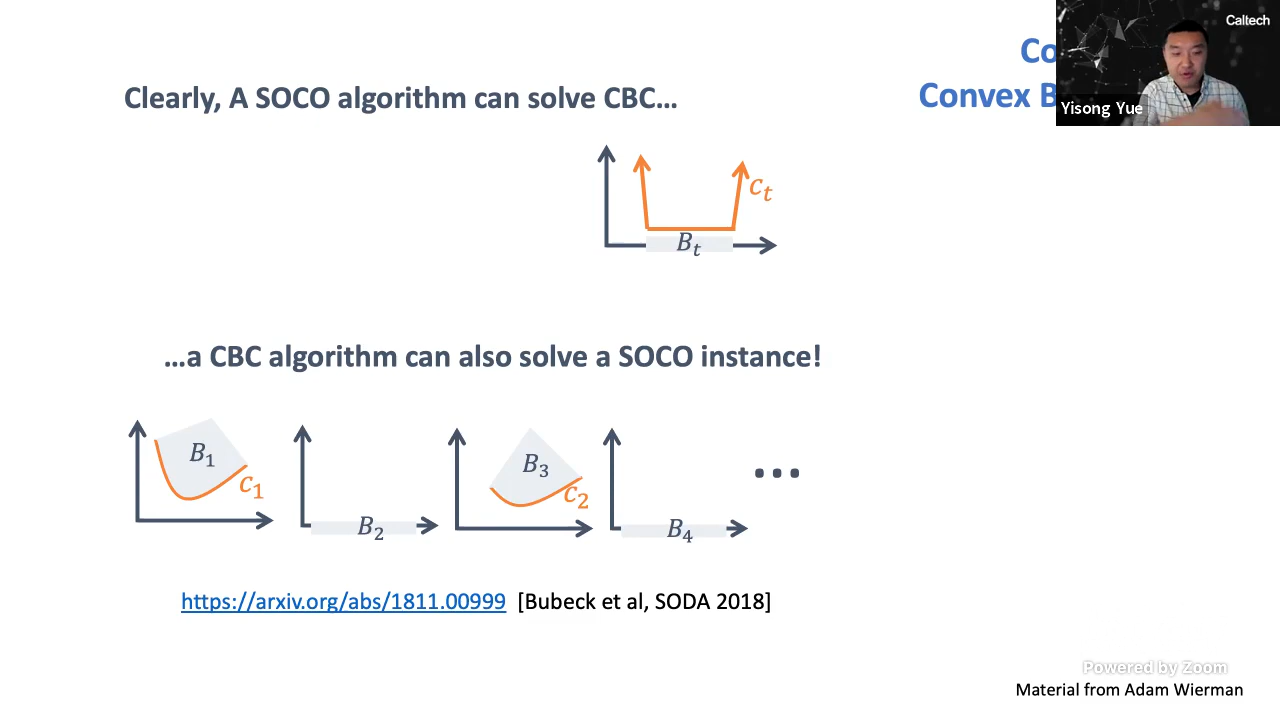 Caltech
Yisong Yue
Co
Convex B
Clearly, A SOCO algorithm can solve CBC…
c_t
B_t
…a CBC algorithm can also solve a SOCO instance!
B_1
c_1
B_2
B_3
c_2
B_4
…
https://arxiv.org/abs/1811.00999 [Bubeck et al, SODA 2018]
Powered by Zoom
Material from Adam Wierman